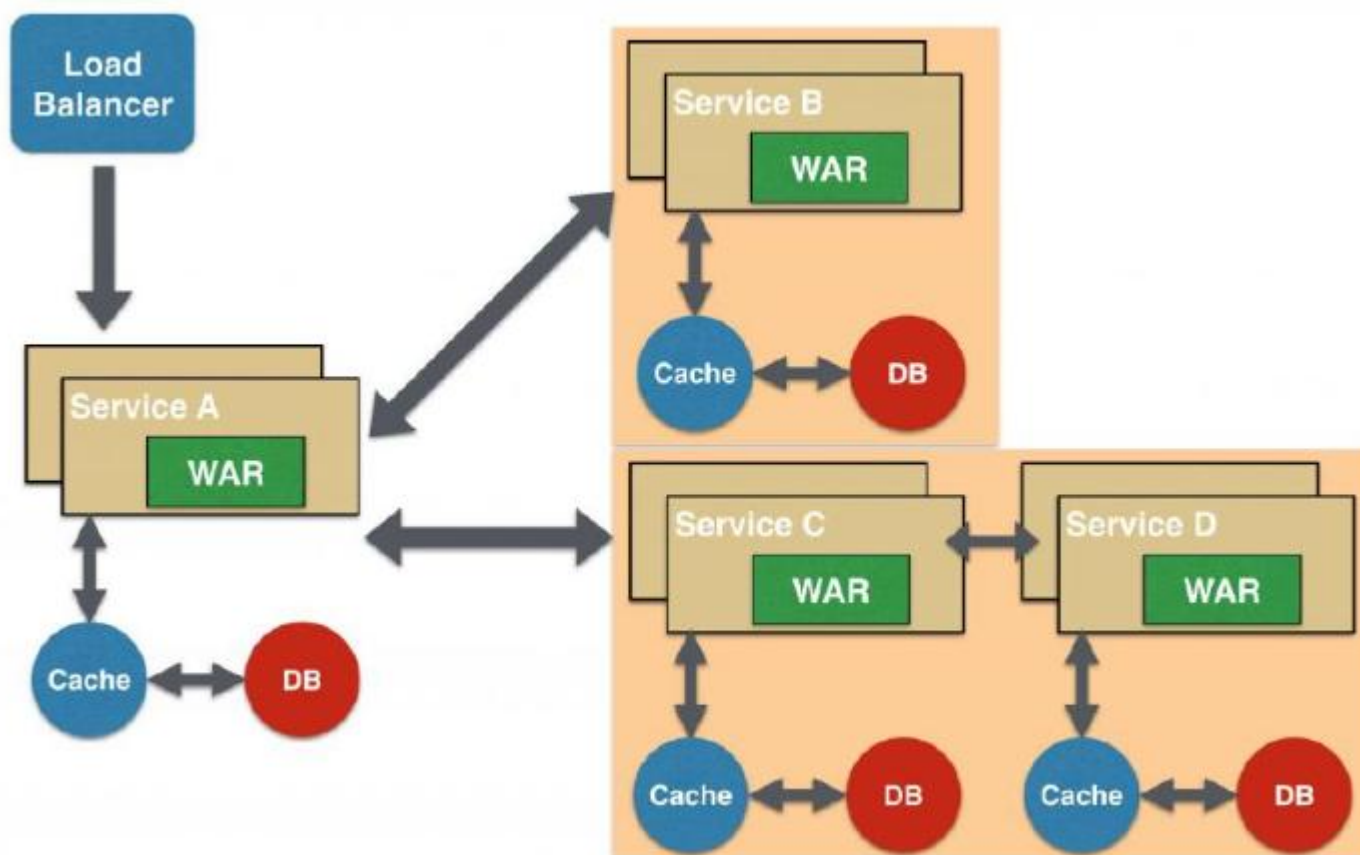 Load
Balancer
Service B
WAR
Cache
DB
Service A
WAR
Cache
DB
Service C
WAR
Cache
DB
Service D
WAR
Cache
DB